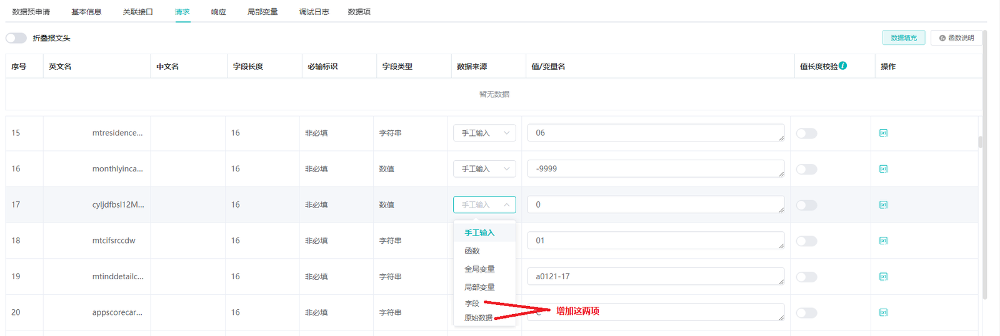 数据预申请 基本信息 关联接口 请求 响应 局部变量 调试日志 数据项
折叠报文头 数据填充 函数说明
序号 英文名 中文名 字段长度 必输标识 字段类型 数据来源 值/变量名 值长度校验 操作
暂无数据
15 mtresidence... 16 非必填 字符串 手工输入 06
16 monthlyinca... 16 非必填 数值 手工输入 -9999
17 cyljdfbsl12M... 16 非必填 数值 手工输入 0
18 mtcifsrccdw 16 非必填 字符串 01
19 mtinddetailc... 16 非必填 字符串 a0121-17
20 appscorecar... 16 非必填 字符串
手工输入
函数
全局变量
局部变量
字段
原始数据
增加这两项